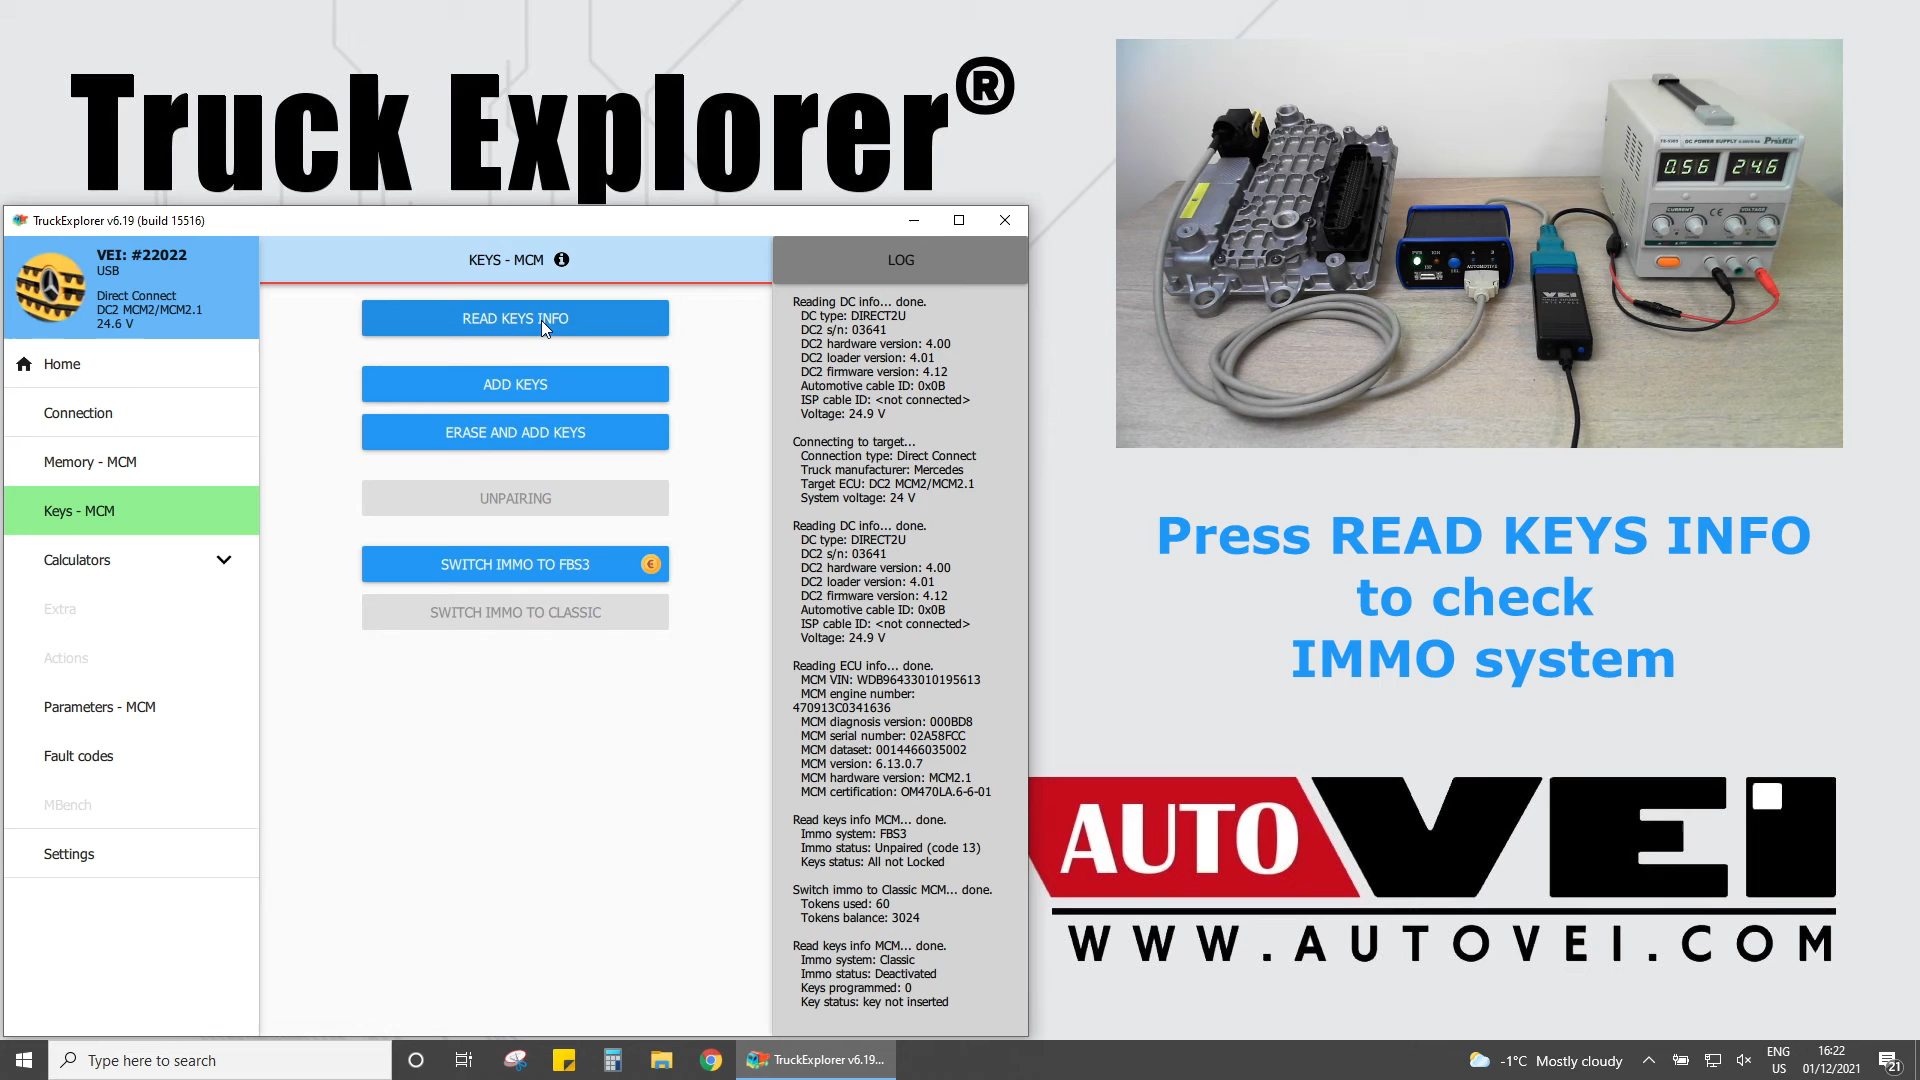 Truck Explorer®
TruckExplorer v6.19 (build 15516)
VEI: #22022
USB
Direct Connect
DC2 MCM2/MCM2.1
24.6 V
Home
Connection
Memory - MCM
Keys - MCM
Calculators
Extra
Actions
Parameters - MCM
Fault codes
MBench
Settings
KEYS - MCM
READ KEYS INFO
ADD KEYS
ERASE AND ADD KEYS
UNPAIRING
SWITCH IMMO TO FBS3
SWITCH IMMO TO CLASSIC
LOG
Reading DC info... done.
DC type: DIRECT2U
DC2 s/n: 03641
DC2 hardware version: 4.00
DC2 loader version: 4.01
DC2 firmware version: 4.12
Automotive cable ID: 0x0B
ISP cable ID: <not connected>
Voltage: 24.9 V
Connecting to target...
Connection type: Direct Connect
Truck manufacturer: Mercedes
Target ECU: DC2 MCM2/MCM2.1
System voltage: 24 V
Reading DC info... done.
DC type: DIRECT2U
DC2 s/n: 03641
DC2 hardware version: 4.00
DC2 loader version: 4.01
DC2 firmware version: 4.12
Automotive cable ID: 0x0B
ISP cable ID: <not connected>
Voltage: 24.9 V
Reading ECU info... done.
MCM VIN: WDB96433010195613
MCM engine number:
470913C0341636
MCM diagnosis version: 000BD8
MCM serial number: 02A58FCC
MCM dataset: 0014466035002
MCM version: 6.13.0.7
MCM hardware version: MCM2.1
MCM certification: OM470LA.6-6-01
Read keys info MCM... done.
Immo system: FBS3
Immo status: Unpaired (code 13)
Keys status: All not Locked
Switch immo to Classic MCM... done.
Tokens used: 60
Tokens balance: 3024
Read keys info MCM... done.
Immo system: Classic
Immo status: Deactivated
Keys programmed: 0
Key status: key not inserted
DC POWER SUPPLY
Pro'sKit
0.56 24.6
CURRENT
VOLTAGE
PWR
IGN
ISP
A B
AUTOMOTIVE
VEI
Press READ KEYS INFO
to check
IMMO system
AUTO VEI
WWW.AUTOVEI.COM
Type here to search
TruckExplorer v6.19...
-1°C Mostly cloudy
ENG
US
16:22
01/12/2021
21